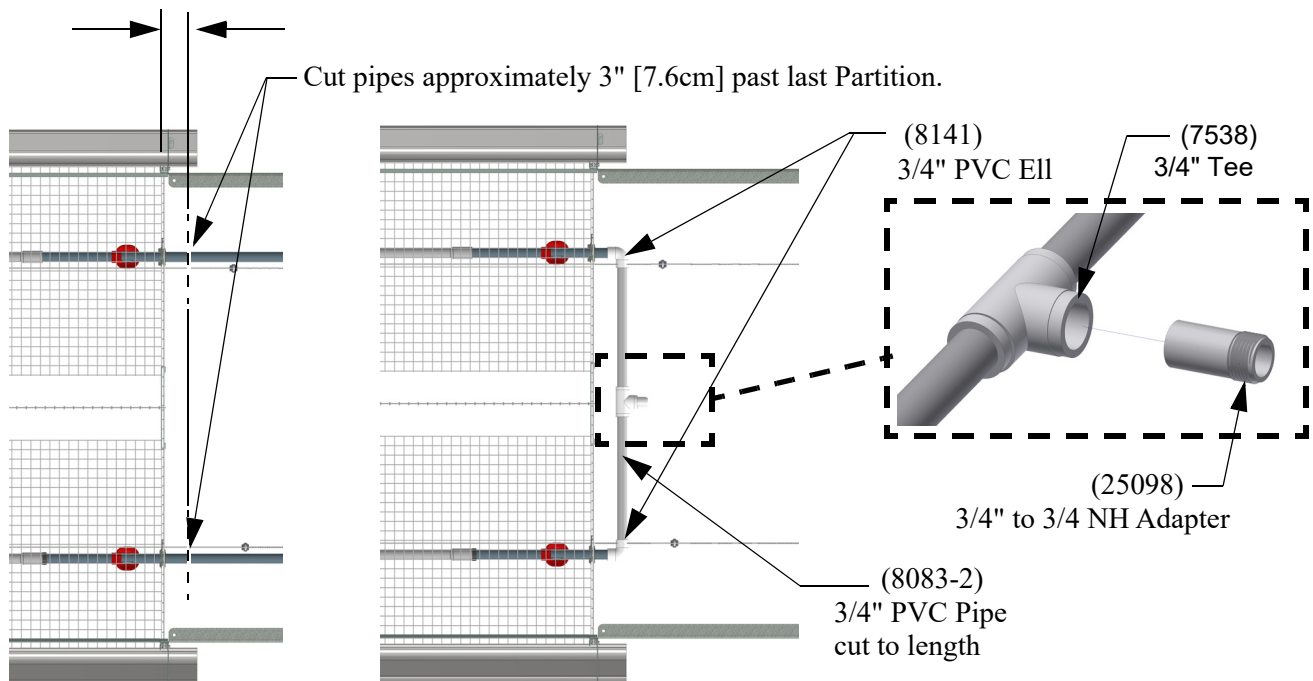 Cut pipes approximately 3" [7.6cm] past last Partition.
(8141)
3/4" PVC Ell
(7538)
3/4" Tee
(25098)
3/4" to 3/4 NH Adapter
(8083-2)
3/4" PVC Pipe
cut to length